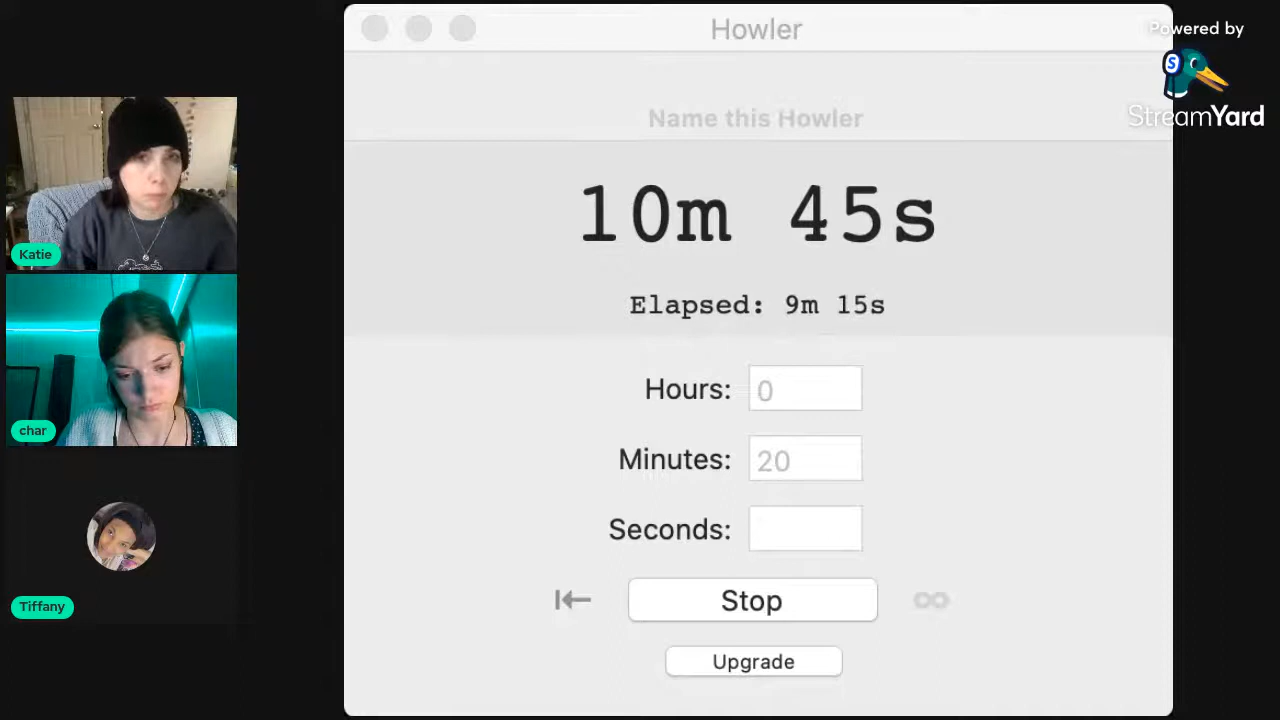 Howler
Powered by
StreamYard
Name this Howler
10m 45s
Elapsed: 9m 15s
Hours: 0
Minutes: 20
Seconds:
Stop
Upgrade
Katie
char
Tiffany